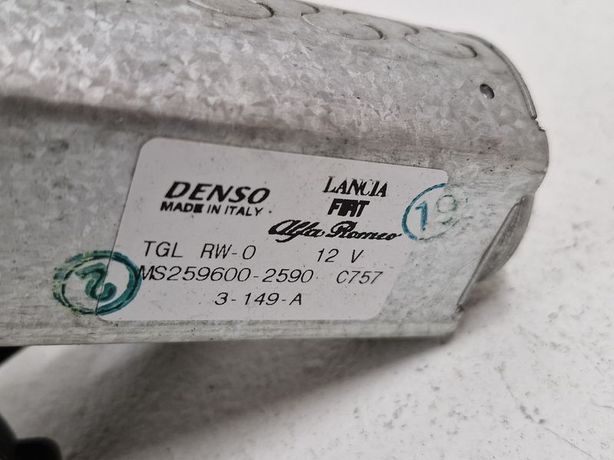 DENSO LANCIA
MADE IN ITALY FIAT
Alfa Romeo
TGL RW-0 12 V
MS259600-2590 C757
3-149-A
2
19